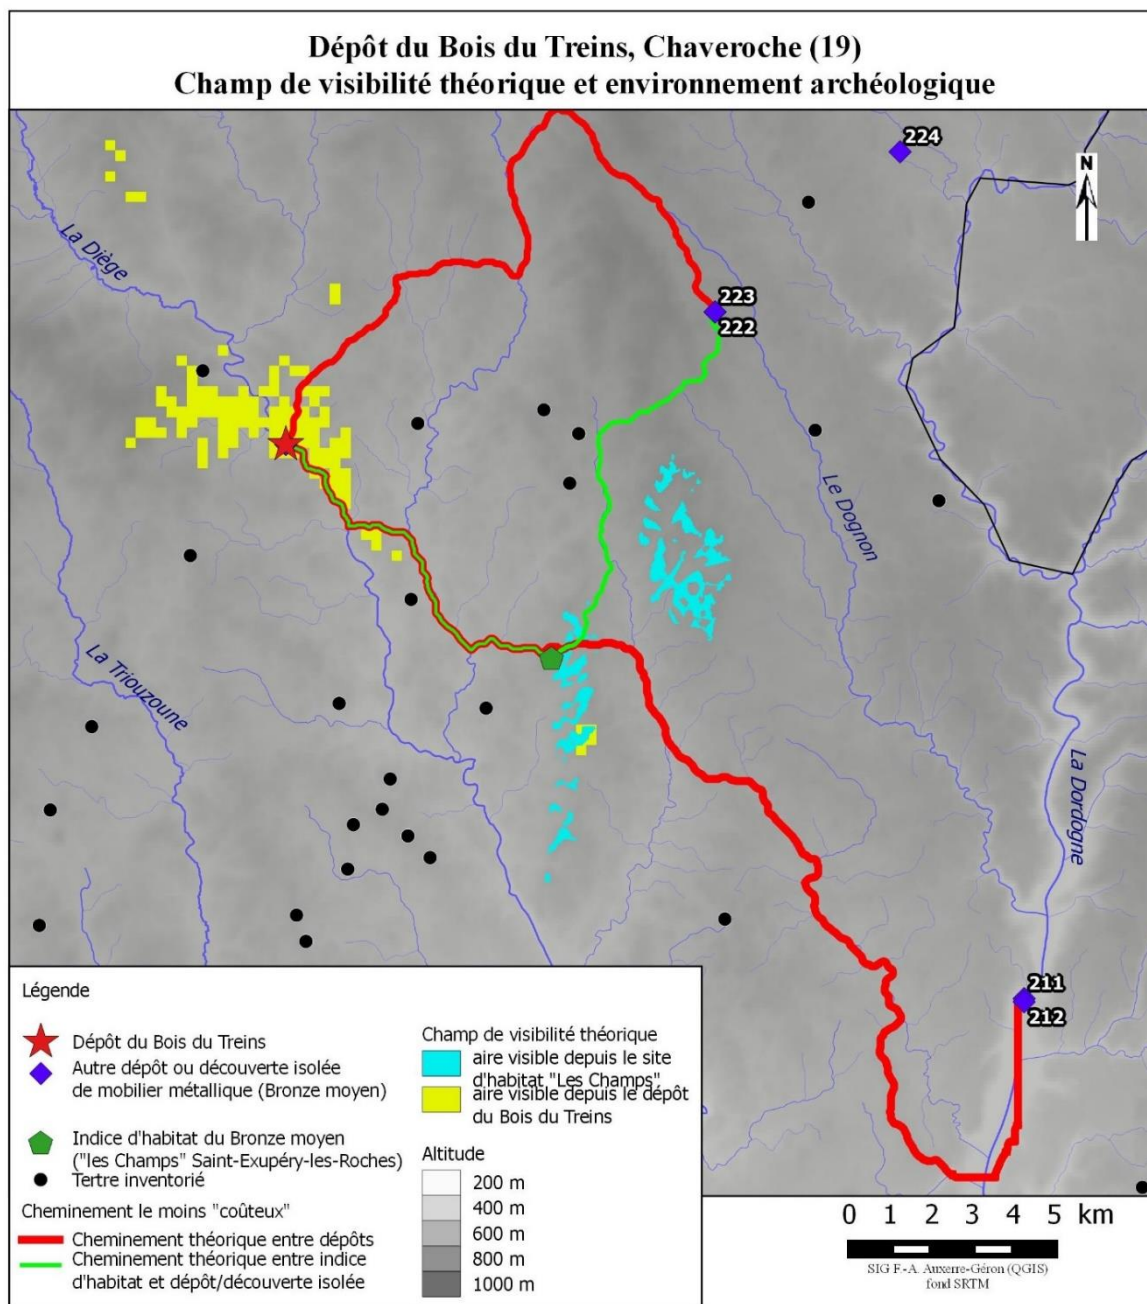 Dépôt du Bois du Treins, Chaveroche (19)
Champ de visibilité théorique et environnement archéologique
224
N
La Diège
223
222
Le Dognon
La Triouzoune
La Dordogne
211
212
Légende
Dépôt du Bois du Treins
Autre dépôt ou découverte isolée
de mobilier métallique (Bronze moyen)
Indice d'habitat du Bronze moyen
("les Champs" Saint-Exupéry-les-Roches)
Tertre inventorié
Cheminement le moins "coûteux"
Cheminement théorique entre dépôts
Cheminement théorique entre indice
d'habitat et dépôt/découverte isolée
Champ de visibilité théorique
aire visible depuis le site
d'habitat "Les Champs"
aire visible depuis le dépôt
du Bois du Treins
Altitude
200 m
400 m
600 m
800 m
1000 m
0 1 2 3 4 5 km
SIG F.-A. Auxerre-Géron (QGIS)
fond SRTM